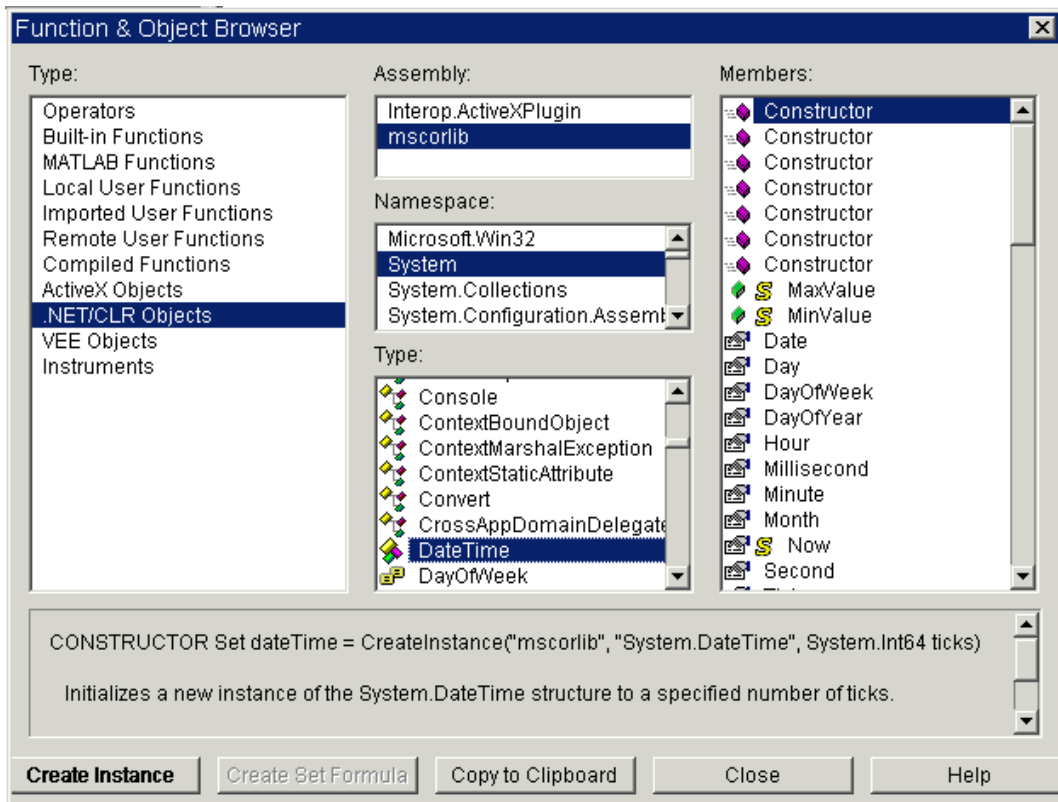 Function & Object Browser
Type:
Operators
Built-in Functions
MATLAB Functions
Local User Functions
Imported User Functions
Remote User Functions
Compiled Functions
ActiveX Objects
.NET/CLR Objects
VEE Objects
Instruments
Assembly:
Interop.ActiveXPlugin
mscorlib
Namespace:
Microsoft.Win32
System
System.Collections
System.Configuration.Assemb
Type:
Console
ContextBoundObject
ContextMarshalException
ContextStaticAttribute
Convert
CrossAppDomainDelegate
DateTime
DayOfWeek
Members:
Constructor
Constructor
Constructor
Constructor
Constructor
Constructor
Constructor
S MaxValue
S MinValue
Date
Day
DayOfWeek
DayOfYear
Hour
Millisecond
Minute
Month
S Now
Second
CONSTRUCTOR Set dateTime = CreateInstance("mscorlib", "System.DateTime", System.Int64 ticks)
Initializes a new instance of the System.DateTime structure to a specified number of ticks.
Create Instance
Create Set Formula
Copy to Clipboard
Close
Help